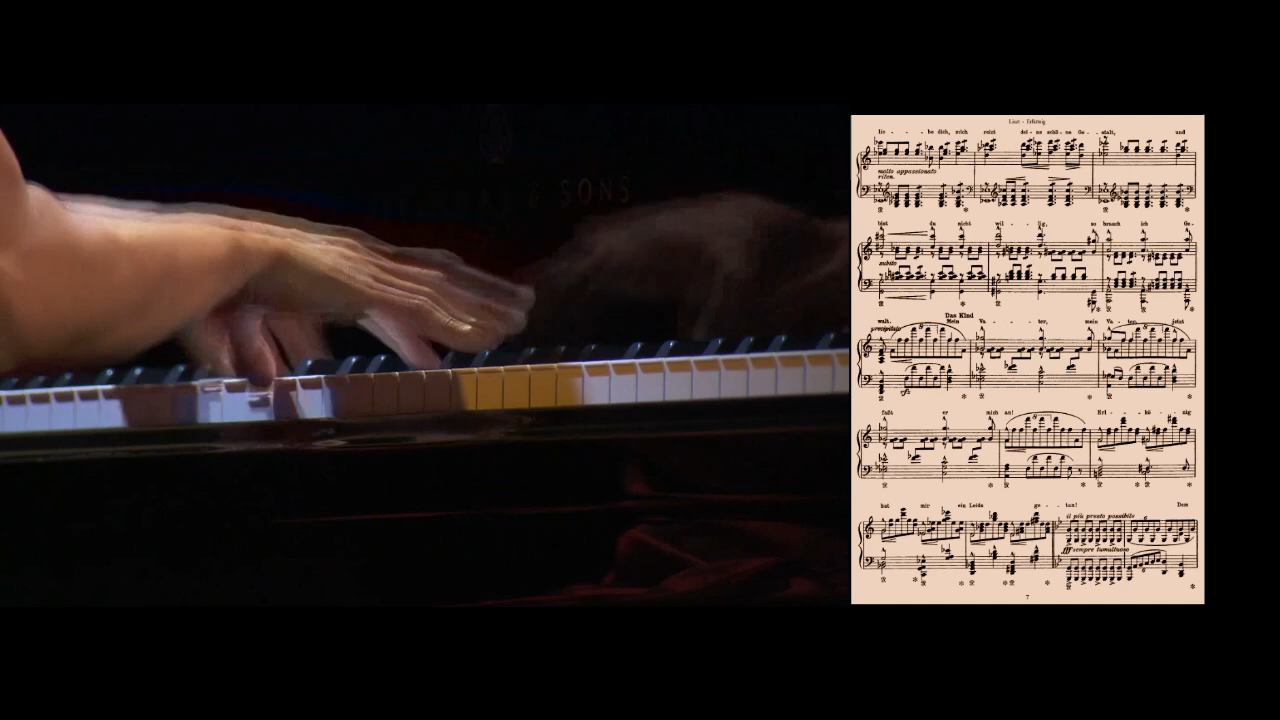 & SONS
Liszt - Erlkönig
lie - - be dich, mich reizt dei - ne schö - ne Ge - stalt, und
molto appassionato
riten.
bist du nicht wil - - lig, so brauch ich Ge-
subito
Das Kind
walt. Mein Va - - ter, mein Va - ter, jetzt
precipitato
faßt er mich an! Erl - - kö - - nig
hat mir ein Leids ge - tan! Dem
il più presto possibile
fff sempre tumultuoso
7